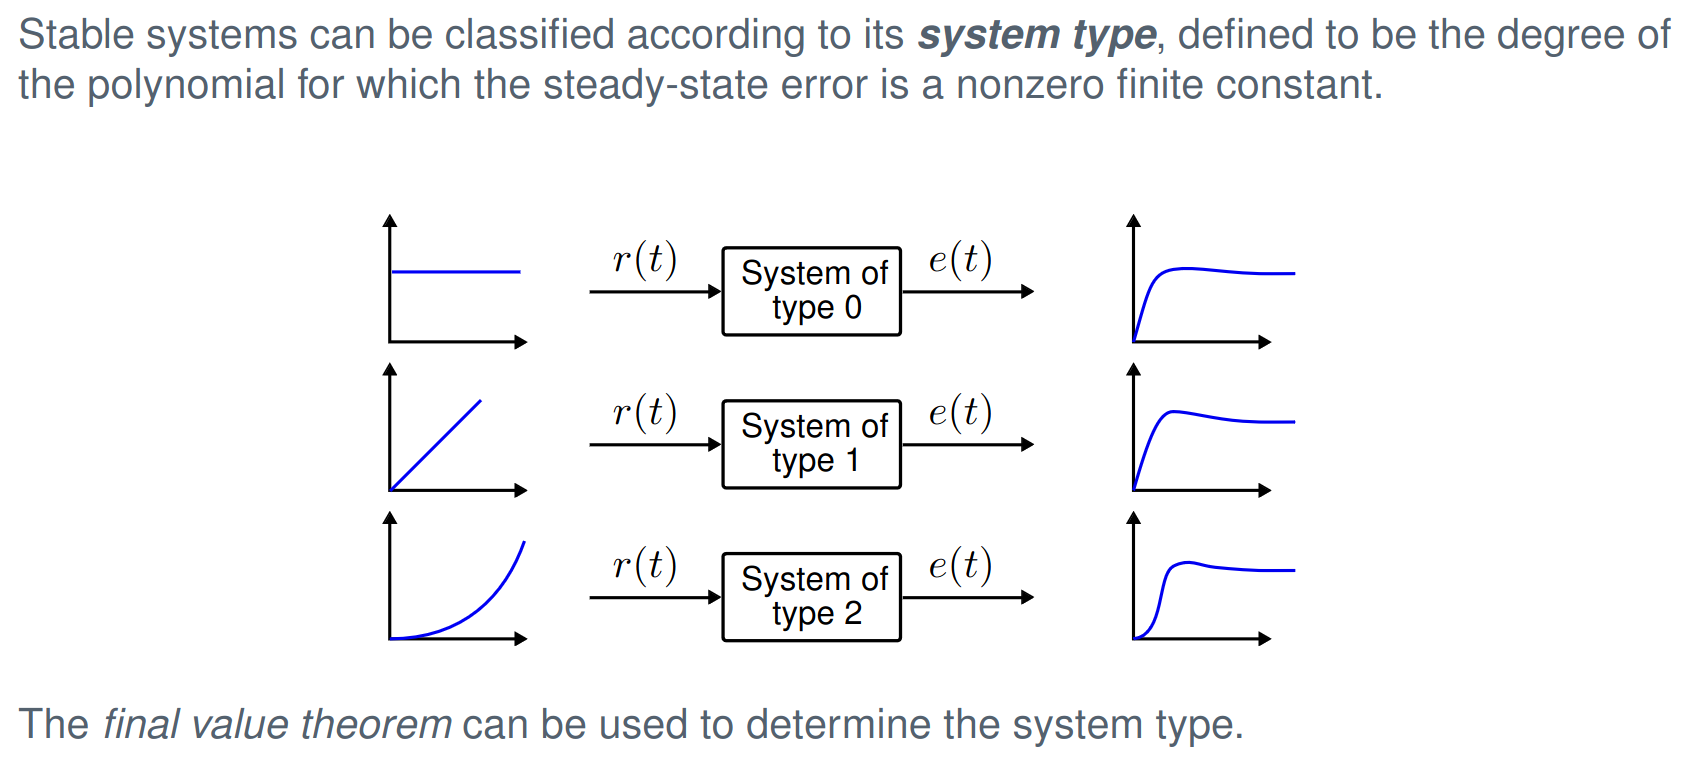 Stable systems can be classified according to its system type, defined to be the degree of
the polynomial for which the steady-state error is a nonzero finite constant.
r(t)
System of
type 0
e(t)
r(t)
System of
type 1
e(t)
r(t)
System of
type 2
e(t)
The final value theorem can be used to determine the system type.